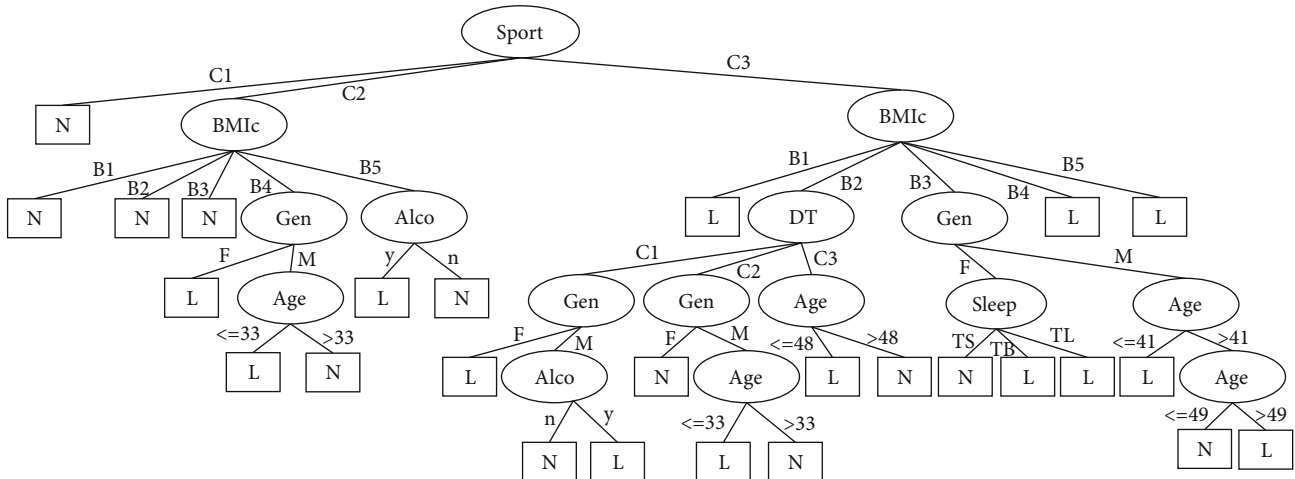 Sport
C1
C2
C3
N
BMIc
BMIc
B1
B2
B3
B4
B5
B1
B2
B3
B4
B5
N
N
N
Gen
Alco
L
DT
Gen
L
L
F
M
y
n
C1
C2
C3
F
M
L
Age
L
N
Gen
Gen
Age
Sleep
Age
<=33
>33
F
M
F
M
<=48
>48
TS
TB
TL
<=41
>41
L
N
L
Alco
N
Age
L
N
N
L
L
L
Age
n
y
<=33
>33
<=49
>49
N
L
L
N
N
L